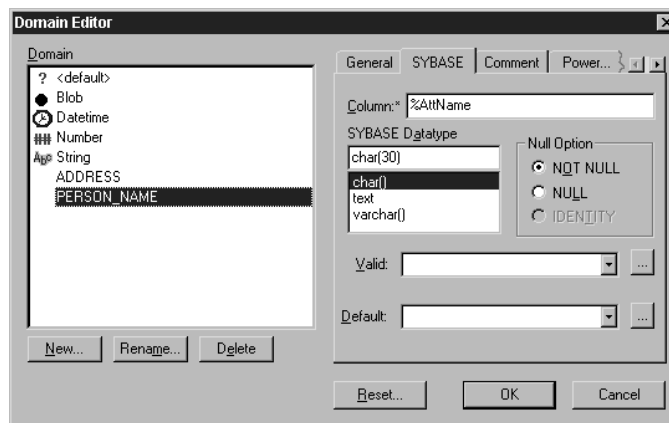 Domain Editor
Domain
? <default>
Blob
Datetime
Number
Abc String
ADDRESS
PERSON_NAME
New...
Rename...
Delete
General
SYBASE
Comment
Power...
Column:* %AttName
SYBASE Datatype
char(30)
char()
text
varchar()
Null Option
NOT NULL
NULL
IDENTITY
Valid:
...
Default:
...
Reset...
OK
Cancel